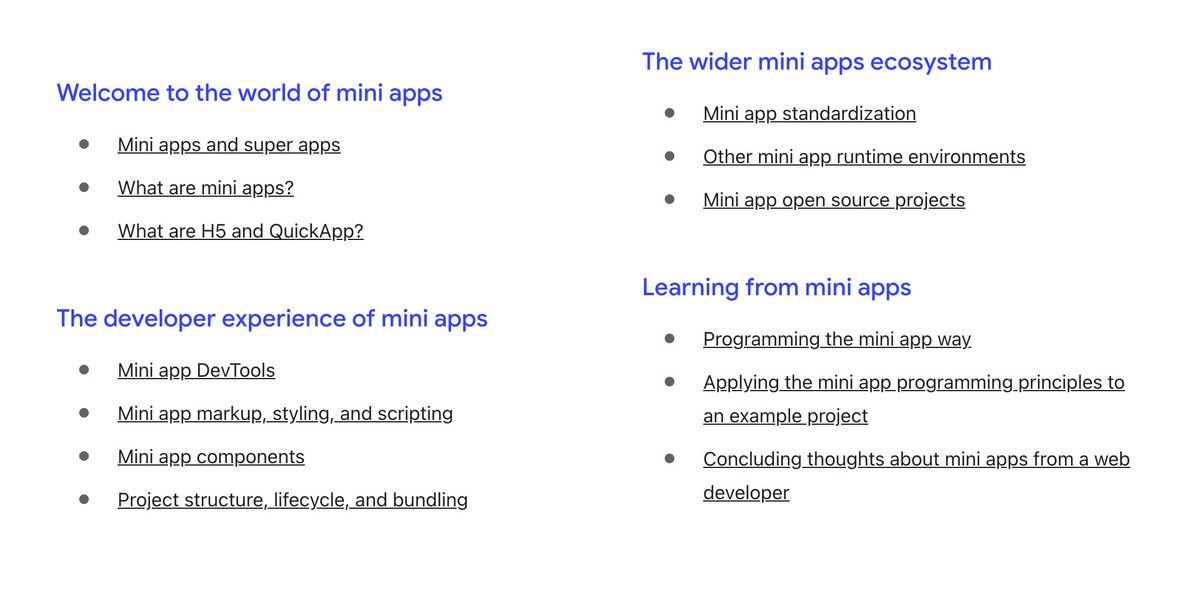 Welcome to the world of mini apps
Mini apps and super apps
What are mini apps?
What are H5 and QuickApp?
The developer experience of mini apps
Mini app DevTools
Mini app markup, styling, and scripting
Mini app components
Project structure, lifecycle, and bundling
The wider mini apps ecosystem
Mini app standardization
Other mini app runtime environments
Mini app open source projects
Learning from mini apps
Programming the mini app way
Applying the mini app programming principles to
an example project
Concluding thoughts about mini apps from a web
developer